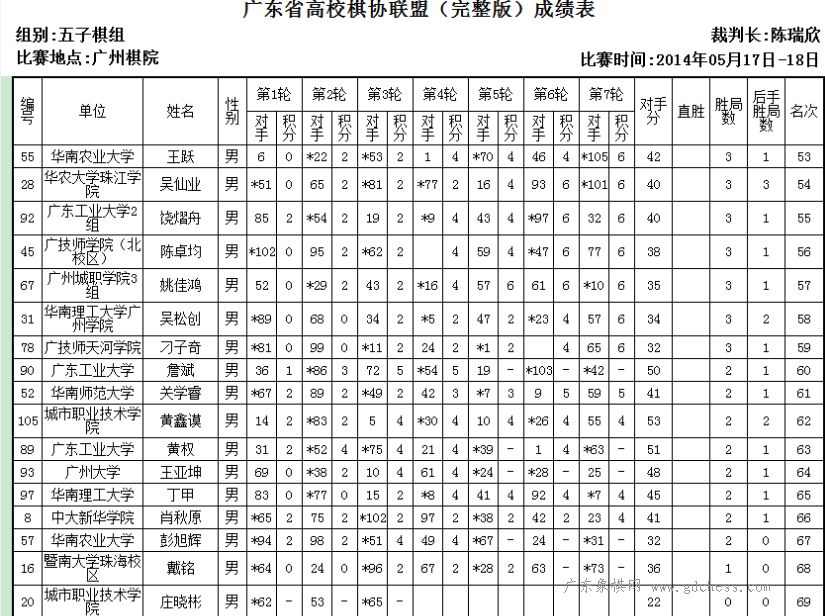 广东省高校棋协联盟（完整版）成绩表
组别:五子棋组 裁判长:陈瑞欣
比赛地点:广州棋院 比赛时间:2014年05月17日-18日
编号 单位 姓名 性别 第1轮 第2轮 第3轮 第4轮 第5轮 第6轮 第7轮 对手分 直胜 胜局数 后手胜局数 名次
对手 积分 对手 积分 对手 积分 对手 积分 对手 积分 对手 积分 对手 积分
55 华南农业大学 王跃 男 6 0 *22 2 *53 2 1 4 *70 4 46 4 *105 6 42 3 1 53
28 华农大学珠江学院 吴仙业 男 *51 0 65 2 *81 2 *77 2 16 4 93 6 *101 6 40 3 3 54
92 广东工业大学2组 饶熠舟 男 85 2 *54 2 19 2 *9 4 43 4 *97 6 32 6 40 3 1 55
45 广技师学院（北校区） 陈卓均 男 *102 0 95 2 *62 2 4 59 4 *47 6 77 6 38 3 1 56
67 广州城职学院3组 姚佳鸿 男 52 0 *29 2 43 2 *16 4 57 6 61 6 *10 6 35 3 1 57
31 华南理工大学广州学院 吴松创 男 *89 0 68 0 34 2 *5 2 47 2 *23 4 57 6 34 3 2 58
78 广技师天河学院 刁子奇 男 *81 0 99 0 *11 2 24 2 *1 2 4 65 6 32 3 1 59
90 广东工业大学 詹斌 男 36 1 *86 3 72 5 *54 5 19 - *103 - *42 - 50 2 1 60
52 华南师范大学 关学睿 男 *67 2 89 2 *49 2 42 3 *7 3 9 5 59 5 41 2 1 61
105 城市职业技术学院 黄鑫谟 男 14 2 *83 2 5 4 *30 4 10 4 *26 4 55 4 53 2 2 62
89 广东工业大学 黄权 男 31 2 *52 4 *75 4 21 4 *39 - 1 4 *63 - 51 2 1 63
93 广州大学 王亚坤 男 69 0 *38 2 10 4 61 4 *24 - *28 - 25 - 48 2 1 64
97 华南理工大学 丁甲 男 83 0 *77 0 15 2 *8 4 41 4 92 4 *7 4 45 2 1 65
8 中大新华学院 肖秋原 男 *65 2 75 2 *102 2 97 2 *38 2 42 2 23 4 41 2 1 66
57 华南农业大学 彭旭辉 男 *94 2 98 2 *51 4 49 4 *67 - 24 - *31 - 32 2 0 67
16 暨南大学珠海校区 戴铭 男 *64 0 24 0 *96 2 67 2 *28 2 63 - *73 - 36 1 0 68
20 城市职业技术学院 庄晓彬 男 *62 - 53 - *65 - 22 0 0 69
广东象棋网 www.gdchess.com